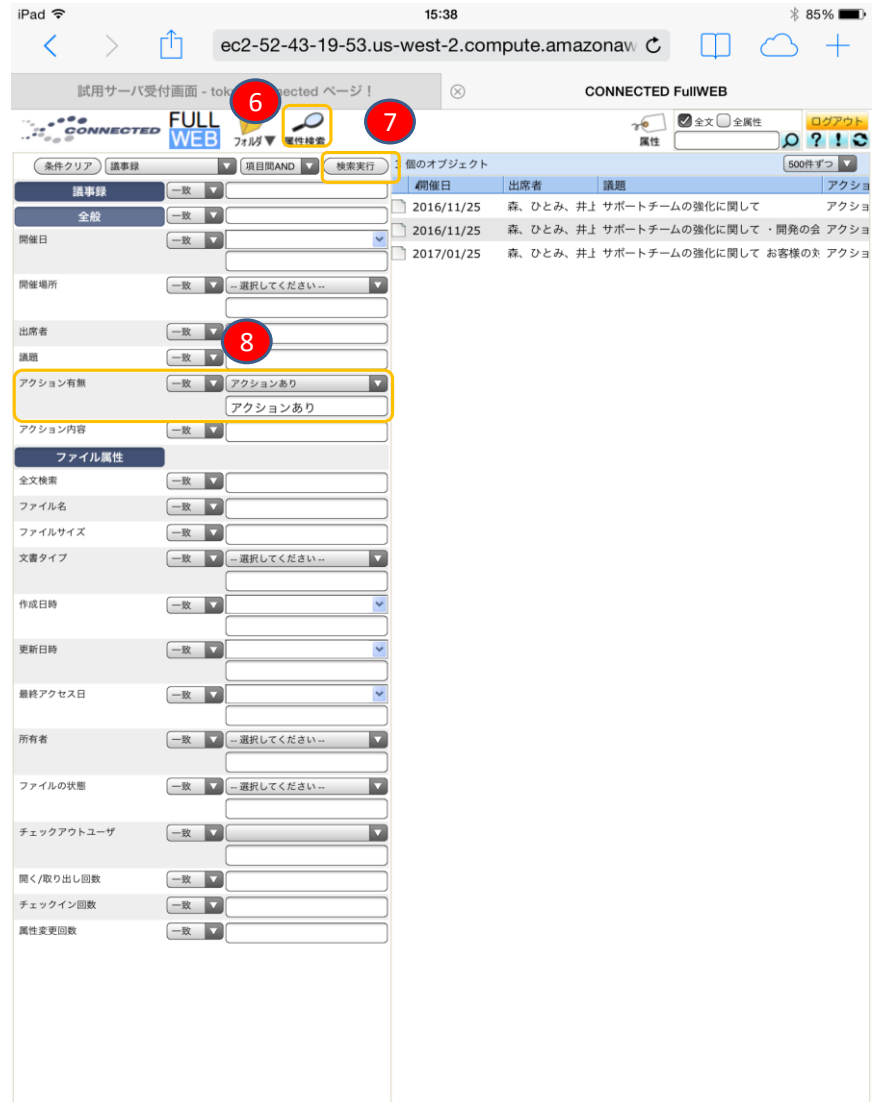 iPad 15:38 85%
ec2-52-43-19-53.us-west-2.compute.amazonaw
試用サーバ受付画面 - tok nected ページ！ CONNECTED FullWEB
6
7
CONNECTED FULL WEB フォルダ▼ 属性検索 属性 全文 全属性 ログアウト
? !
条件クリア 議事録 項目間AND 検索実行 個のオブジェクト 500件ずつ
議事録 一致 開催日 出席者 議題 アクショ
全般 一致 2016/11/25 森、ひとみ、井上 サポートチームの強化に関して アクショ
開催日 一致 2016/11/25 森、ひとみ、井上 サポートチームの強化に関して ・開発の会 アクショ
2017/01/25 森、ひとみ、井上 サポートチームの強化に関して お客様の対 アクショ
開催場所 一致 -- 選択してください --
出席者 一致
8
議題 一致
アクション有無 一致 アクションあり
アクションあり
アクション内容 一致
ファイル属性
全文検索 一致
ファイル名 一致
ファイルサイズ 一致
文書タイプ 一致 -- 選択してください --
作成日時 一致
更新日時 一致
最終アクセス日 一致
所有者 一致 -- 選択してください --
ファイルの状態 一致 -- 選択してください --
チェックアウトユーザ 一致
開く/取り出し回数 一致
チェックイン回数 一致
属性変更回数 一致